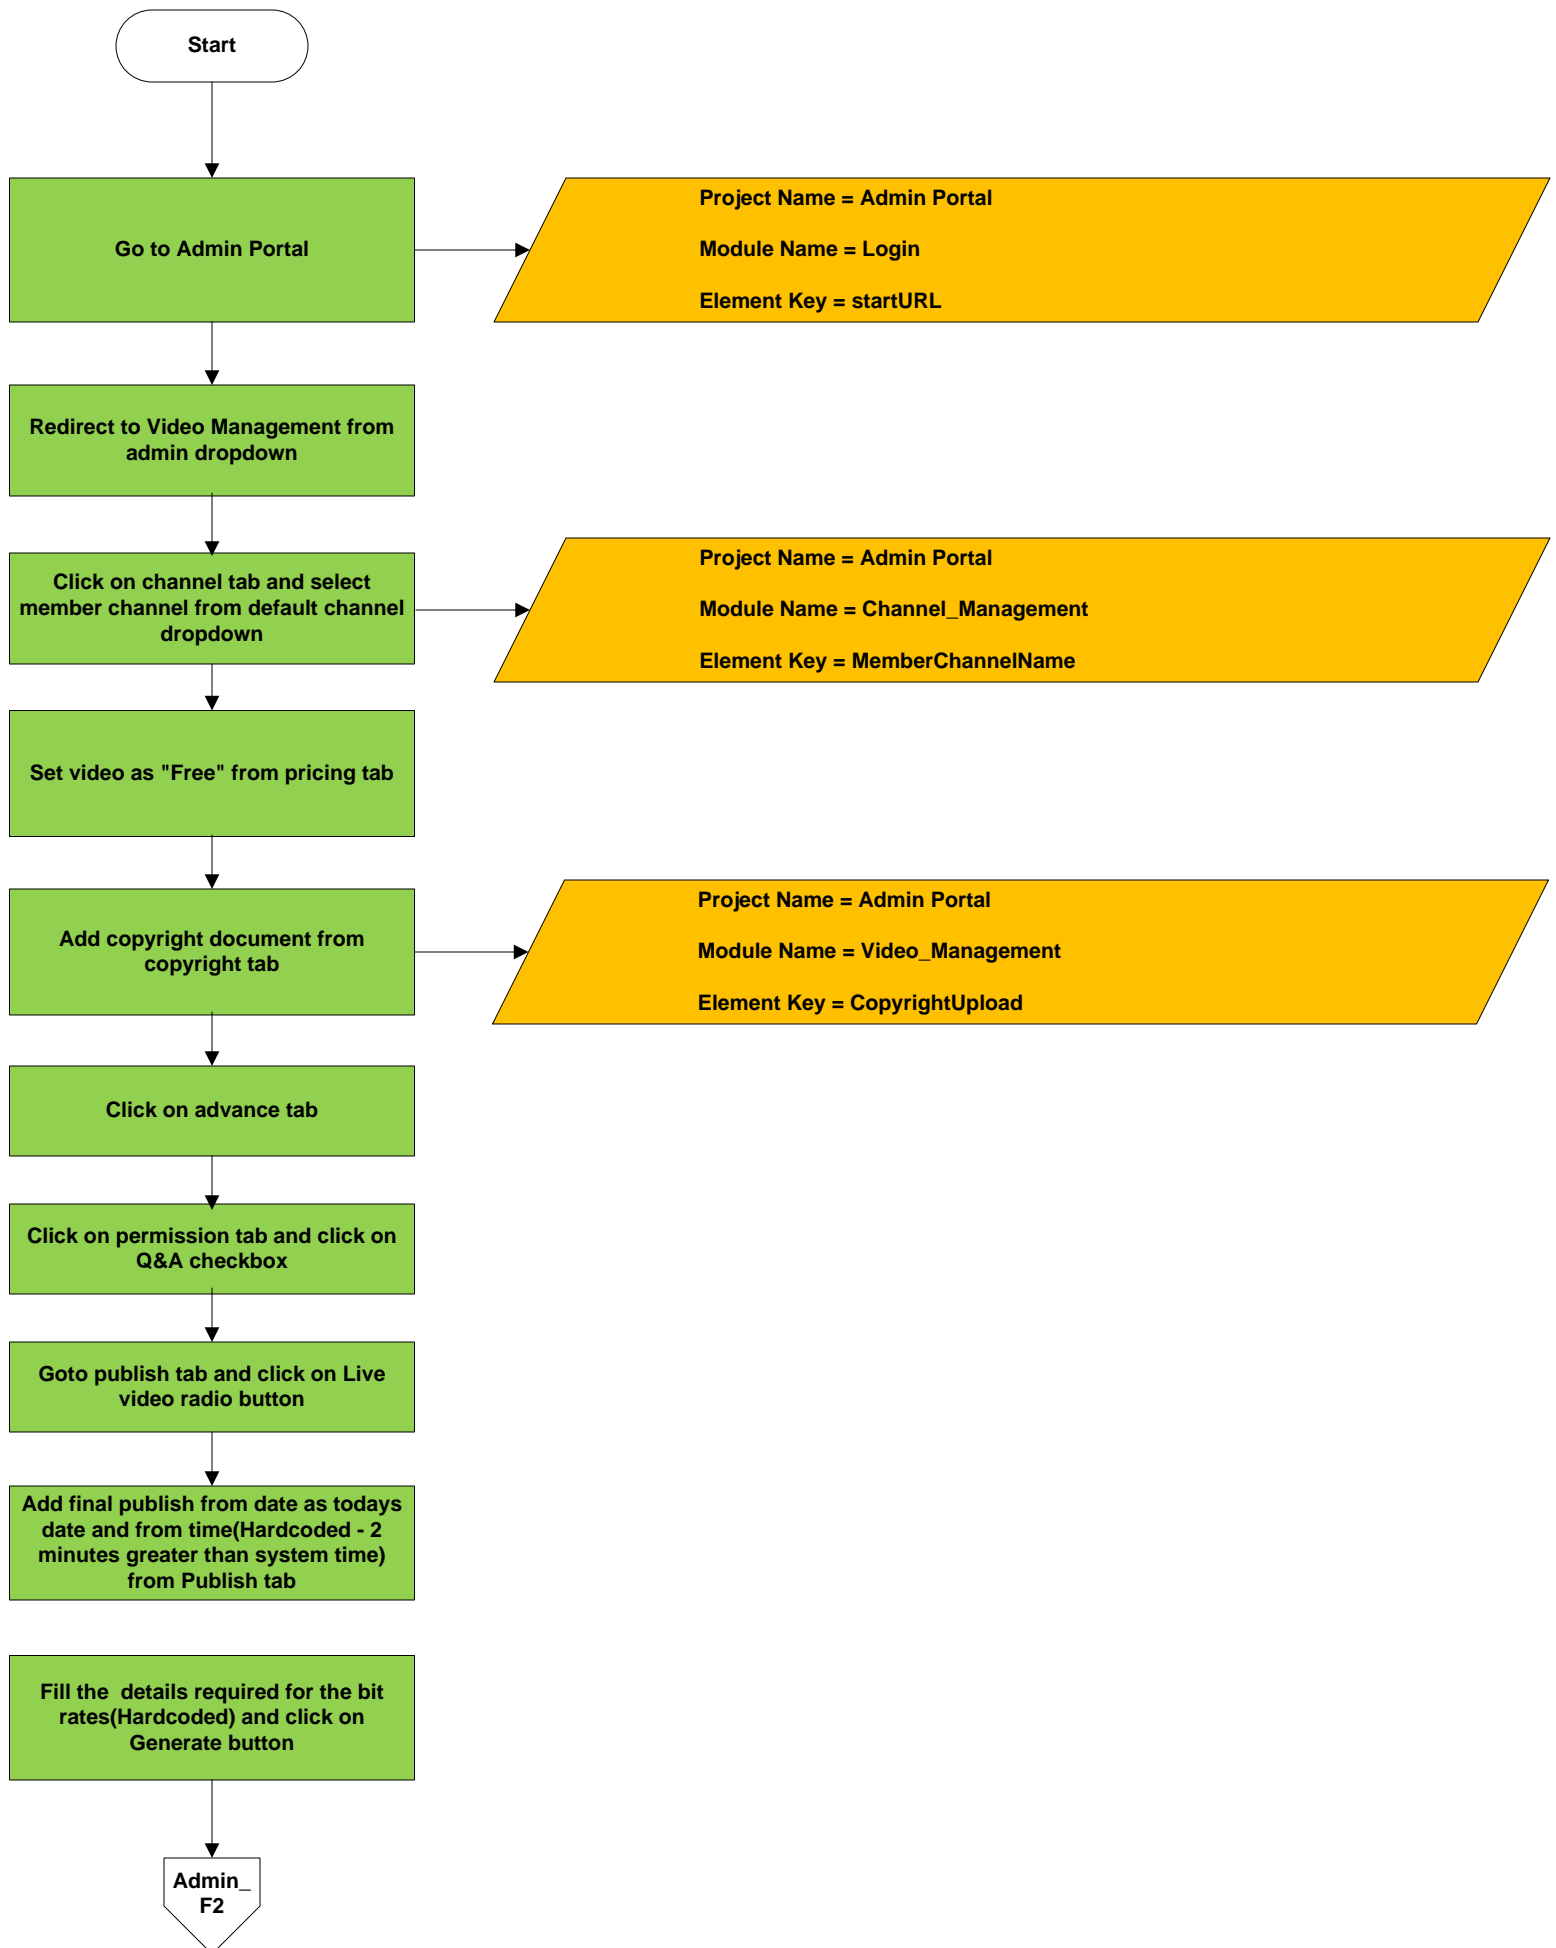 Start
Go to Admin Portal
Project Name = Admin Portal
Module Name = Login
Element Key = startURL
Redirect to Video Management from
admin dropdown
Click on channel tab and select
member channel from default channel
dropdown
Project Name = Admin Portal
Module Name = Channel_Management
Element Key = MemberChannelName
Set video as "Free" from pricing tab
Add copyright document from
copyright tab
Project Name = Admin Portal
Module Name = Video_Management
Element Key = CopyrightUpload
Click on advance tab
Click on permission tab and click on
Q&A checkbox
Goto publish tab and click on Live
video radio button
Add final publish from date as todays
date and from time(Hardcoded - 2
minutes greater than system time)
from Publish tab
Fill the  details required for the bit
rates(Hardcoded) and click on
Generate button
Admin_
F2